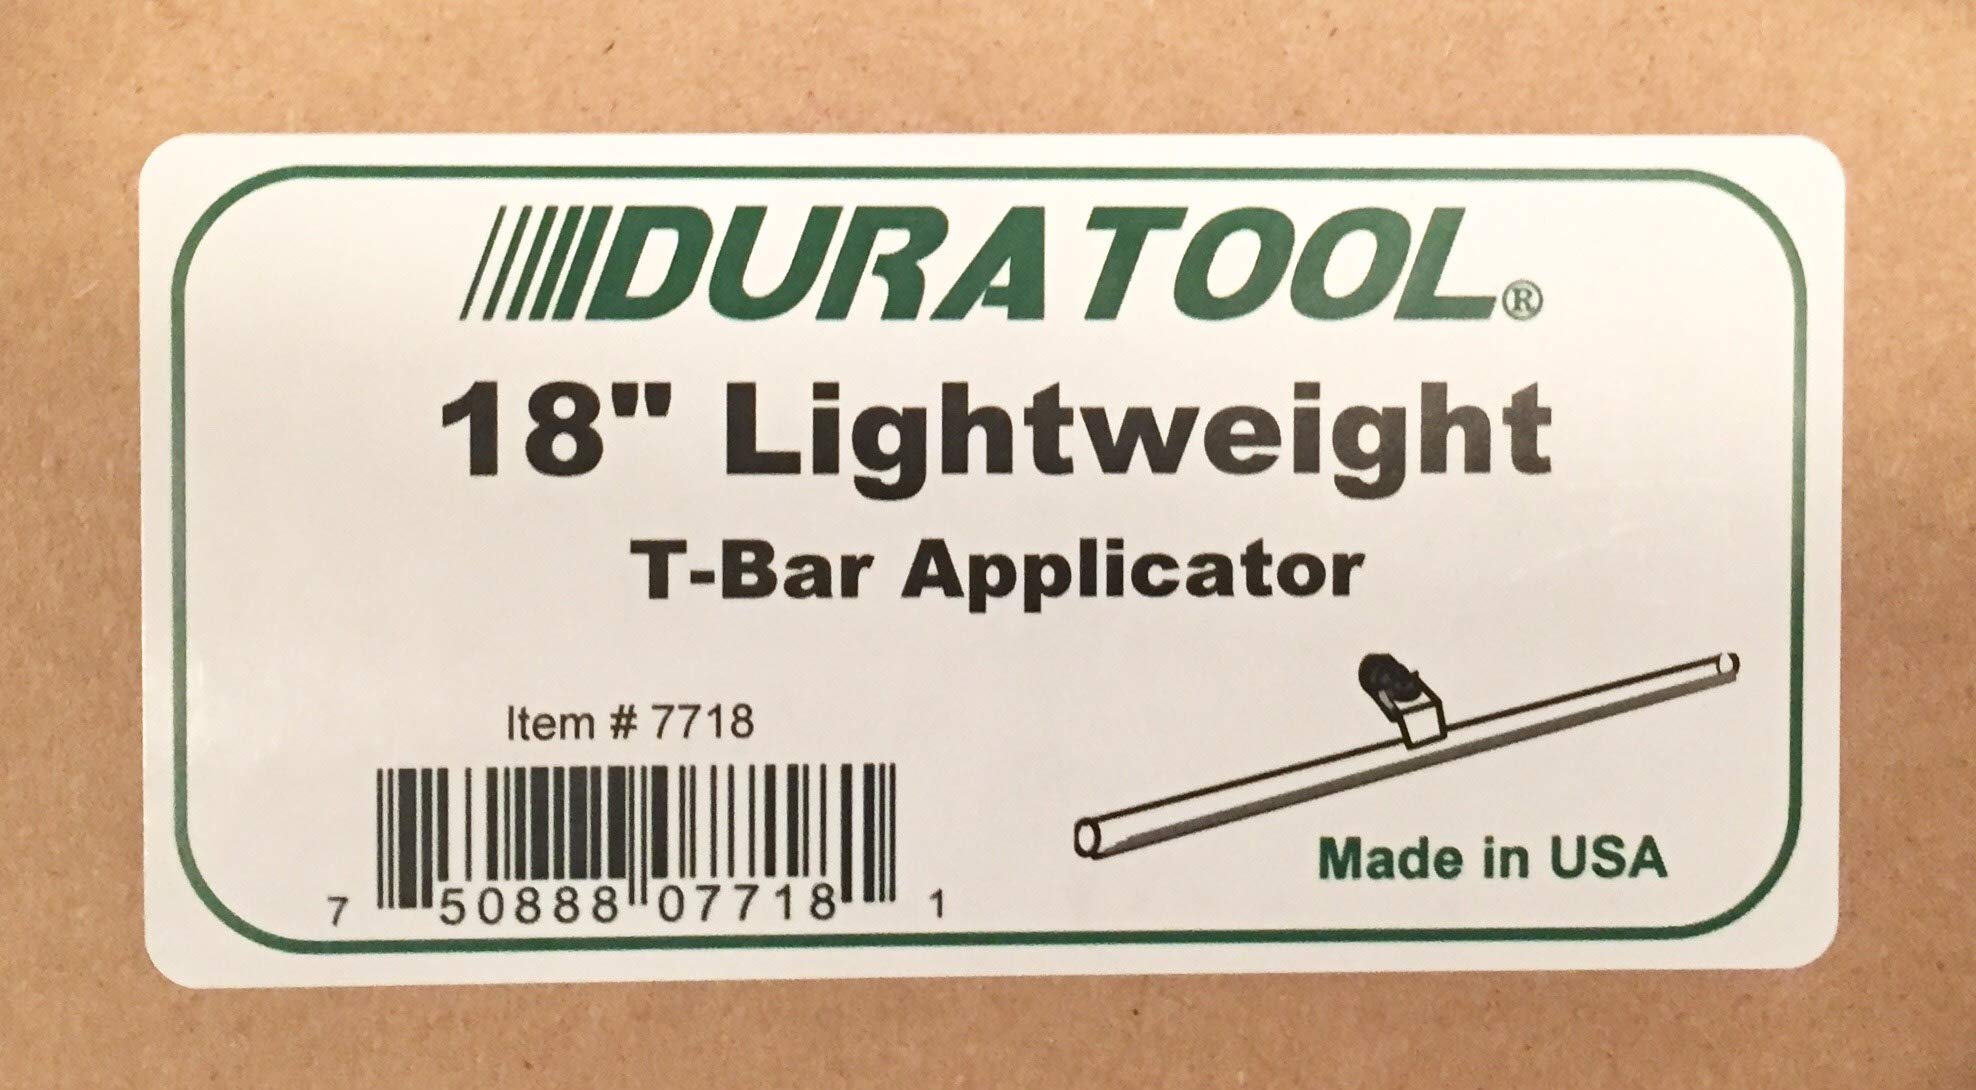 DURATOOL®
18" Lightweight
T-Bar Applicator
Item # 7718
7 50888 07718 1
Made in USA